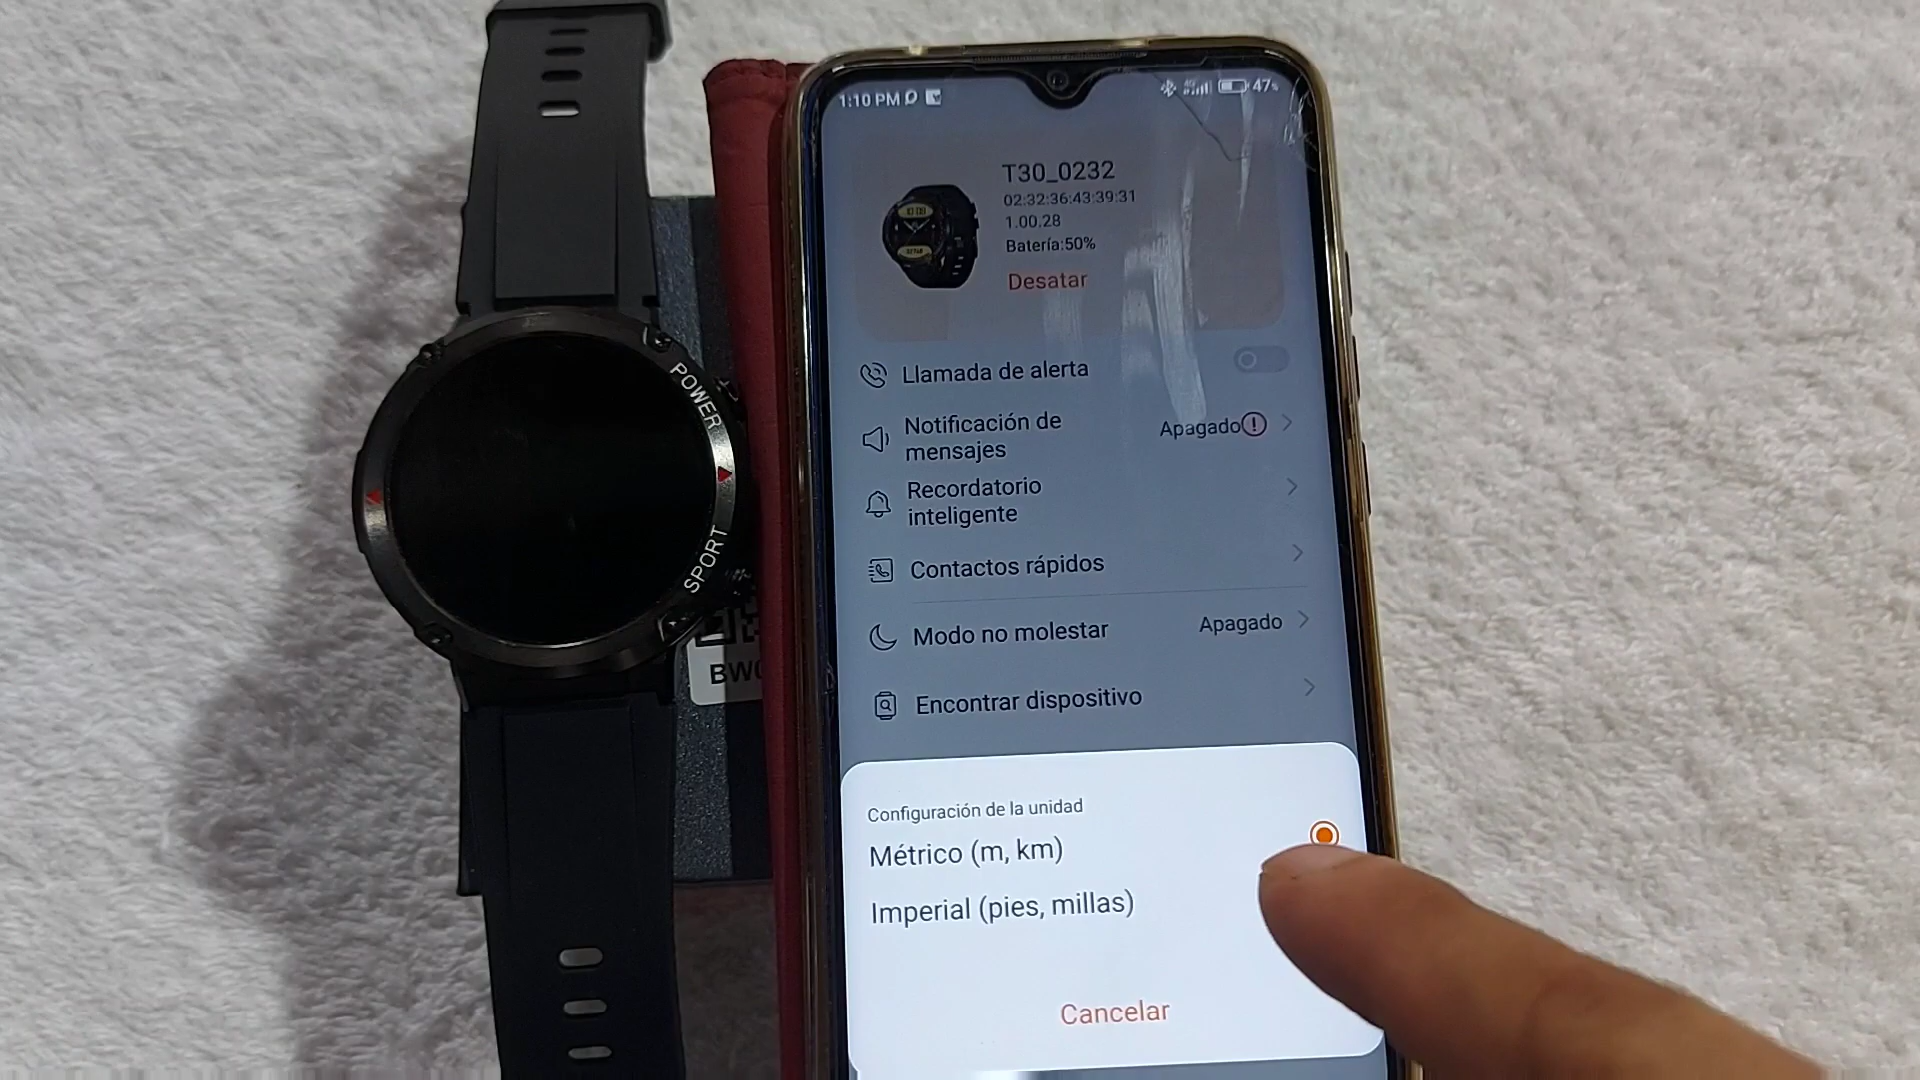 POWER
SPORT
1:10 PM
47%
T30_0232
02:32:36:43:39:31
1.00.28
Batería:50%
Desatar
Llamada de alerta
Notificación de
mensajes
Apagado
Recordatorio
inteligente
Contactos rápidos
Modo no molestar
Apagado
Encontrar dispositivo
Configuración de la unidad
Métrico (m, km)
Imperial (pies, millas)
Cancelar